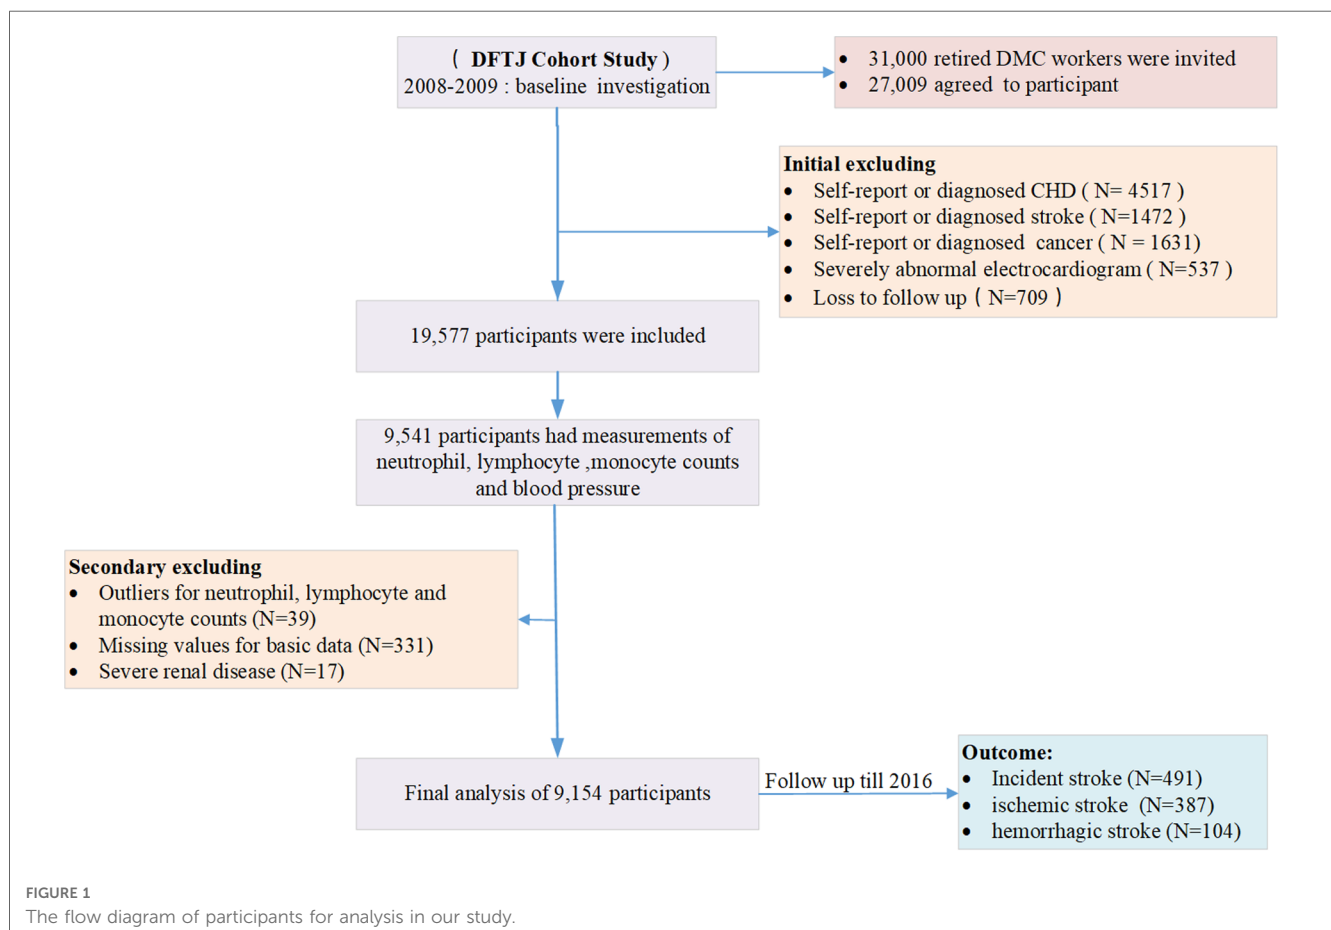 ( DFTJ Cohort Study )
2008-2009 : baseline investigation
• 31,000 retired DMC workers were invited
• 27,009 agreed to participant
Initial excluding
• Self-report or diagnosed CHD ( N= 4517 )
• Self-report or diagnosed stroke ( N=1472 )
• Self-report or diagnosed cancer ( N = 1631)
• Severely abnormal electrocardiogram ( N=537 )
• Loss to follow up ( N=709 )
19,577 participants were included
9,541 participants had measurements of
neutrophil, lymphocyte ,monocyte counts
and blood pressure
Secondary excluding
• Outliers for neutrophil, lymphocyte and
monocyte counts (N=39)
• Missing values for basic data (N=331)
• Severe renal disease (N=17)
Final analysis of 9,154 participants
Follow up till 2016
Outcome:
• Incident stroke (N=491)
• ischemic stroke (N=387)
• hemorrhagic stroke (N=104)
FIGURE 1
The flow diagram of participants for analysis in our study.